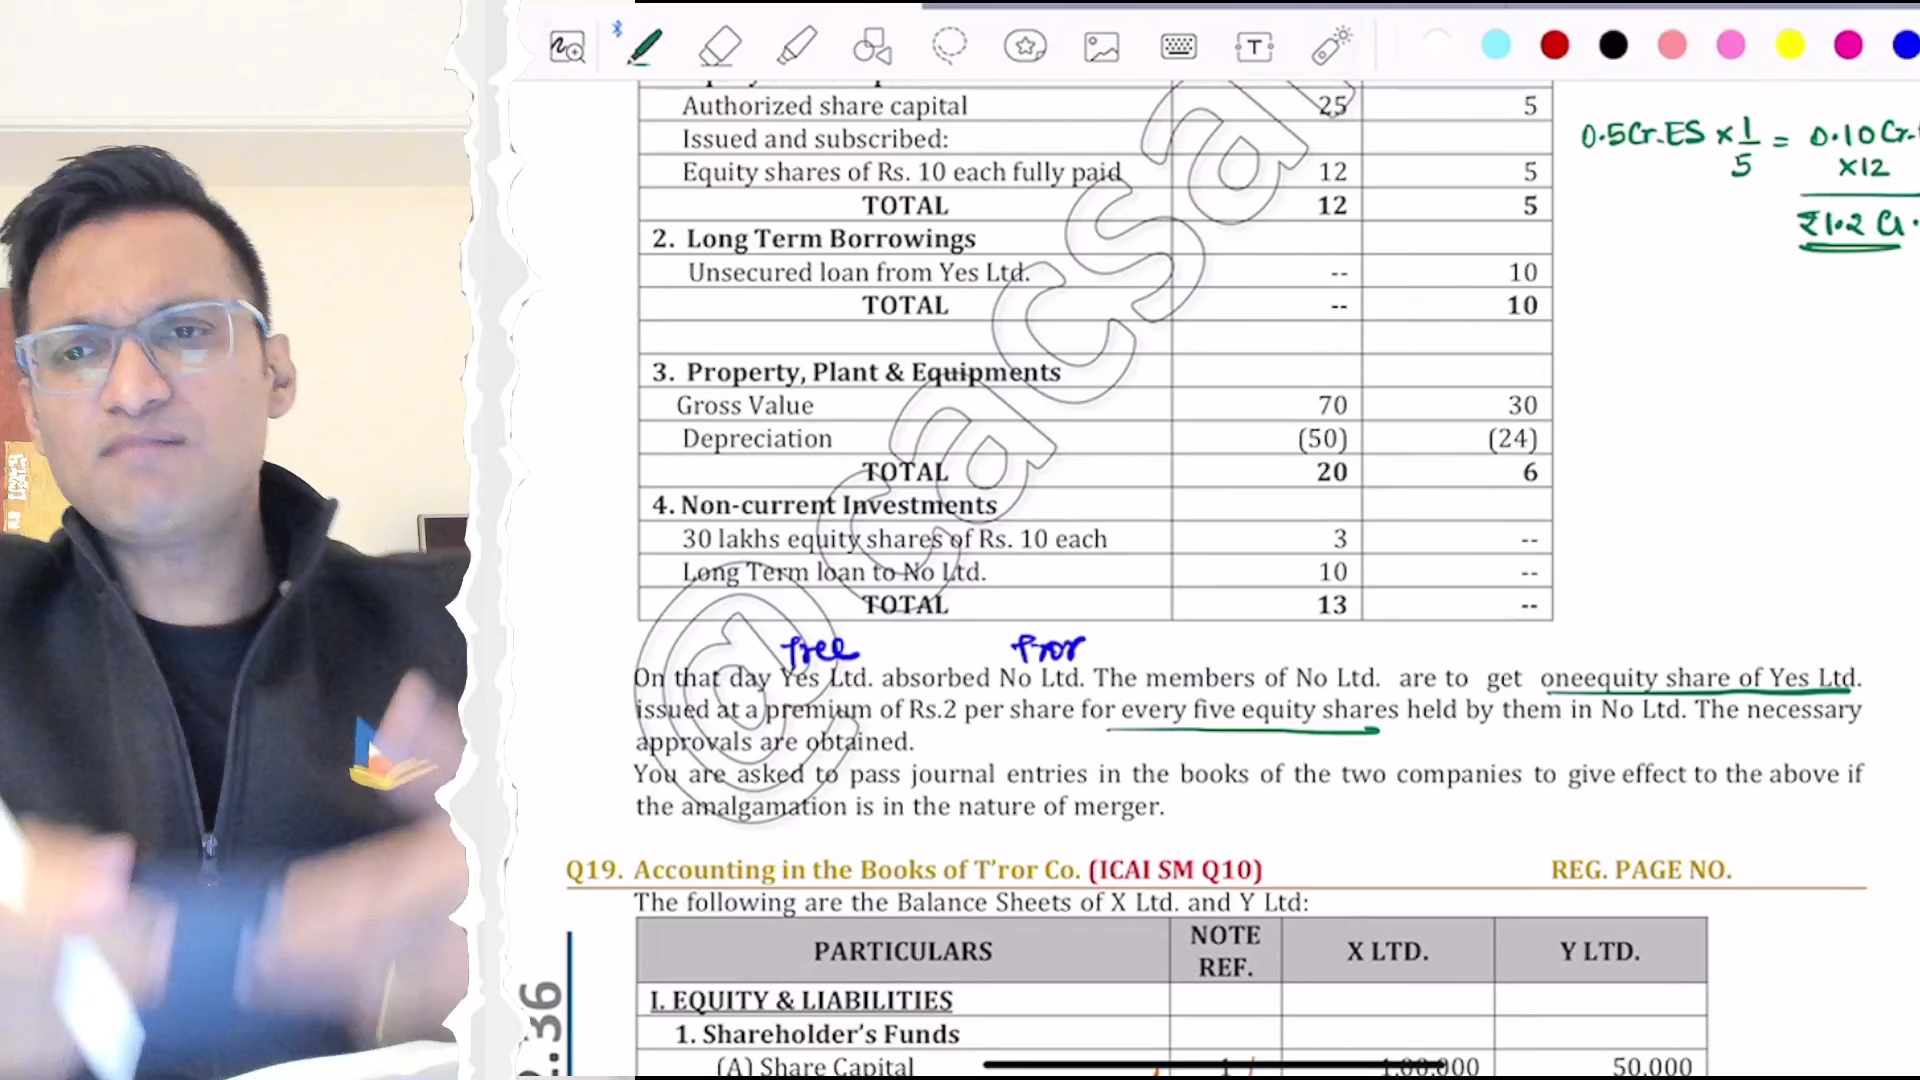 Authorized share capital 25 5
Issued and subscribed:
Equity shares of Rs. 10 each fully paid 12 5
TOTAL 12 5
2. Long Term Borrowings
Unsecured loan from Yes Ltd. -- 10
TOTAL -- 10
3. Property, Plant & Equipments
Gross Value 70 30
Depreciation (50) (24)
TOTAL 20 6
4. Non-current Investments
30 lakhs equity shares of Rs. 10 each 3 --
Long Term loan to No Ltd. 10 --
TOTAL 13 --
0.5Cr.ES × 1/5 = 0.10 Cr.
×12
₹1.2 Cr.
@cacsa
Tree Tror
On that day Yes Ltd. absorbed No Ltd. The members of No Ltd. are to get oneequity share of Yes Ltd.
issued at a premium of Rs.2 per share for every five equity shares held by them in No Ltd. The necessary
approvals are obtained.
You are asked to pass journal entries in the books of the two companies to give effect to the above if
the amalgamation is in the nature of merger.
Q19. Accounting in the Books of T'ror Co. (ICAI SM Q10) REG. PAGE NO.
The following are the Balance Sheets of X Ltd. and Y Ltd:
PARTICULARS NOTE REF. X LTD. Y LTD.
I. EQUITY & LIABILITIES
1. Shareholder's Funds
(A) Share Capital 1 1,00,000 50,000
.36